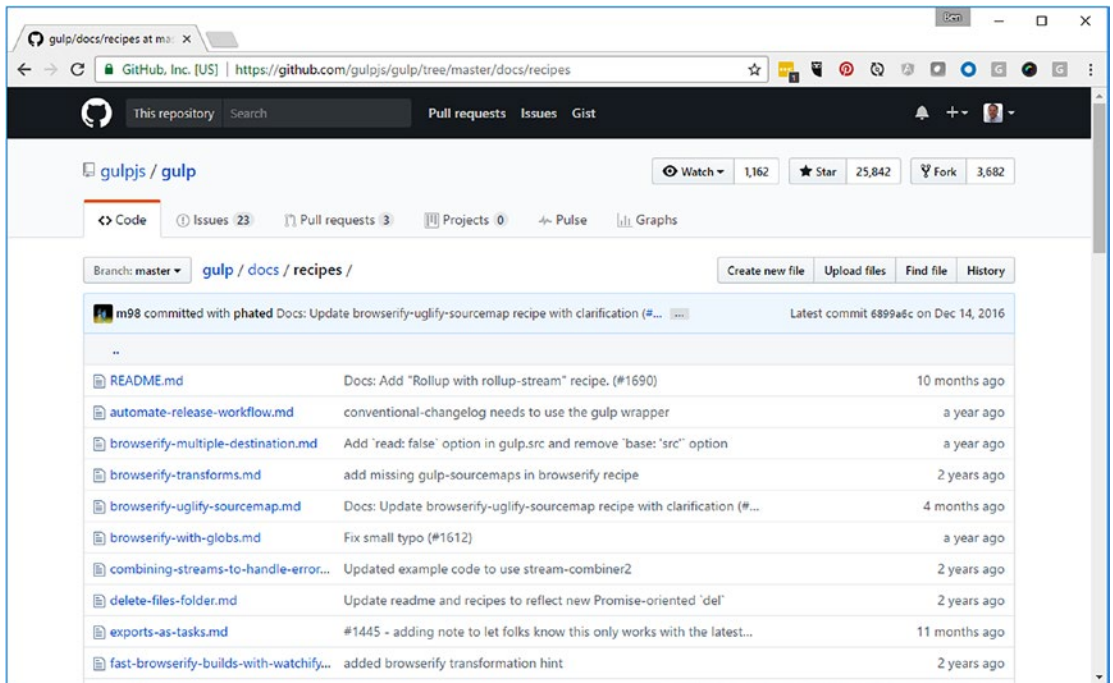 Ben
gulp/docs/recipes at ma
GitHub, Inc. [US] | https://github.com/gulpjs/gulp/tree/master/docs/recipes
1
This repository Search Pull requests Issues Gist
gulpjs / gulp Watch 1,162 Star 25,842 Fork 3,682
Code Issues 23 Pull requests 3 Projects 0 Pulse Graphs
Branch: master gulp / docs / recipes / Create new file Upload files Find file History
m98 committed with phated Docs: Update browserify-uglify-sourcemap recipe with clarification (#... ... Latest commit 6899a6c on Dec 14, 2016
..
README.md Docs: Add "Rollup with rollup-stream" recipe. (#1690) 10 months ago
automate-release-workflow.md conventional-changelog needs to use the gulp wrapper a year ago
browserify-multiple-destination.md Add `read: false` option in gulp.src and remove `base: 'src'` option a year ago
browserify-transforms.md add missing gulp-sourcemaps in browserify recipe 2 years ago
browserify-uglify-sourcemap.md Docs: Update browserify-uglify-sourcemap recipe with clarification (#... 4 months ago
browserify-with-globs.md Fix small typo (#1612) a year ago
combining-streams-to-handle-error... Updated example code to use stream-combiner2 2 years ago
delete-files-folder.md Update readme and recipes to reflect new Promise-oriented `del` 2 years ago
exports-as-tasks.md #1445 - adding note to let folks know this only works with the latest... 11 months ago
fast-browserify-builds-with-watchify... added browserify transformation hint 2 years ago